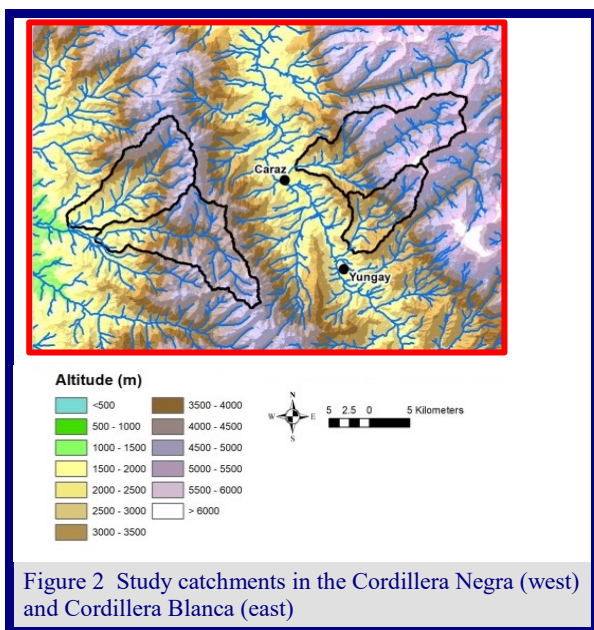 Caraz
Yungay
Altitude (m)
<500
500 - 1000
1000 - 1500
1500 - 2000
2000 - 2500
2500 - 3000
3000 - 3500
3500 - 4000
4000 - 4500
4500 - 5000
5000 - 5500
5500 - 6000
> 6000
N
W E
S
5 2.5 0 5 Kilometers
Figure 2 Study catchments in the Cordillera Negra (west)
and Cordillera Blanca (east)